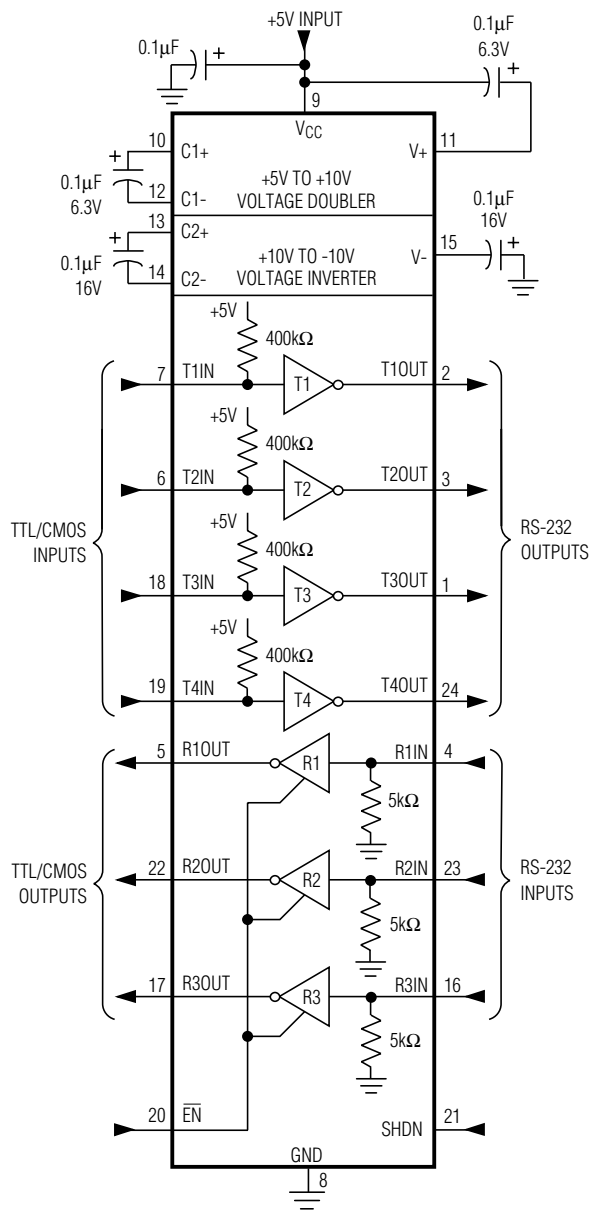 +5V INPUT
0.1µF
0.1µF
6.3V
9
VCC
10
C1+
V+
11
+5V TO +10V
VOLTAGE DOUBLER
0.1µF
6.3V
12
C1-
13
C2+
+10V TO -10V
VOLTAGE INVERTER
0.1µF
16V
14
C2-
V-
15
0.1µF
16V
+5V
400kΩ
7
T1IN
T1
T1OUT
2
+5V
400kΩ
6
T2IN
T2
T2OUT
3
TTL/CMOS
INPUTS
RS-232
OUTPUTS
+5V
400kΩ
18
T3IN
T3
T3OUT
1
+5V
400kΩ
19
T4IN
T4
T4OUT
24
5
R1OUT
R1
R1IN
4
5kΩ
TTL/CMOS
OUTPUTS
22
R2OUT
R2
R2IN
23
RS-232
INPUTS
5kΩ
17
R3OUT
R3
R3IN
16
5kΩ
20
EN
SHDN
21
GND
8